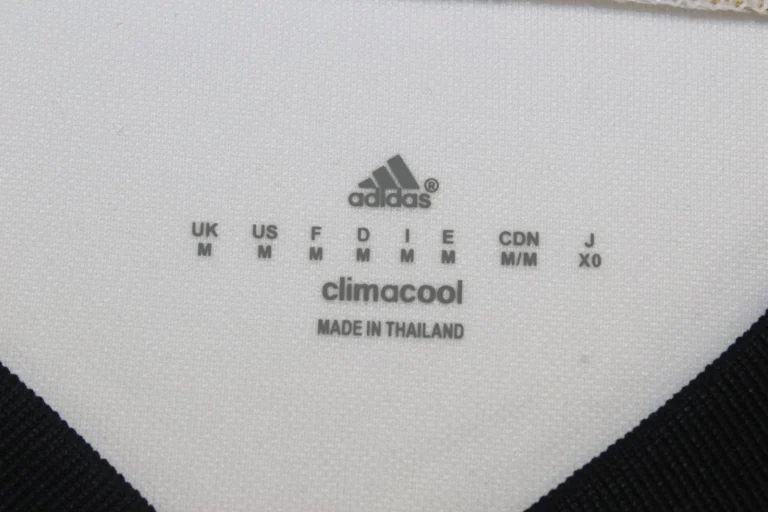 adidas®
UK US F D I E CDN J
M M M M M M M/M X0
climacool
MADE IN THAILAND